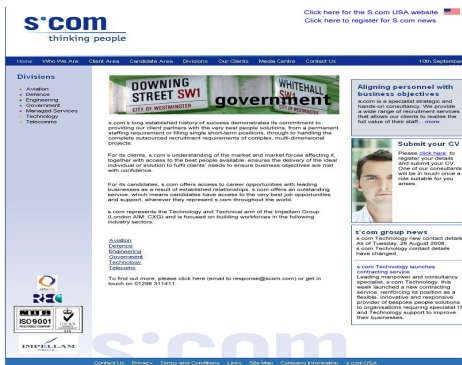 s·com
thinking people
Click here for the S.com USA website
Click here to register for S.com news
Home Who We Are Client Area Candidate Area Divisions Our Clients Media Centre Contact Us 10th September
Divisions
Aviation
Defence
Engineering
Government
Managed Services
Technology
Telecomms
DOWNING
STREET SW1
CITY OF WESTMINSTER
WHITEHALL
SW1
CITY OF WESTMINSTER
government
s.com's long established history of success demonstrates its commitment to
providing our client partners with the very best people solutions, from a permanent
staffing requirement or filling single short-term positions, through to handling the
complete outsourced recruitment requirements of complex, multi-dimensional
projects.
For its clients, s.com's understanding of the market and market forces affecting it,
together with access to the best people available, ensures the delivery of the ideal
individual or solution to fulfil clients' needs to ensure business objectives are met
with confidence.
For its candidates, s.com offers access to career opportunities with leading
businesses as a result of established relationships. s.com offers an outstanding
service, which means candidates have access to the very best job opportunities
and support, wherever they represent s.com throughout the world.
s.com represents the Technology and Technical arm of the Impellam Group
(London AIM: CXG) and is focused on building workforces in the following
industry sectors:
Aviation
Defence
Engineering
Government
Technology
Telecoms
To find out more, please click here (email to response@scom.com) or get in
touch on 01296 311411.
Aligning personnel with
business objectives
s.com is a specialist strategic and
hands-on consultancy. We provide
a wide range of recruitment services
that allows our clients to realise the
full value of their staff... more
Submit your CV
Please click here, to
register your details
and submit your CV.
One of our consultants
will be in touch once a
role suitable for you
arises.
s'com group news
s.com Technology new contact details
As of Tuesday, 26 August 2008,
s.com Technology contact details
have changed.
s.com Technology launches
contracting service
Leading manpower and consultancy
specialist, s.com Technology, this
week launched a new contracting
service, reinforcing its position as a
flexible, innovative and responsive
provider of bespoke people solutions
to organisations requiring specialist IT
and Technology support to improve
their businesses.
REC
ISO9001
UKAS
IMPELLAM
s·com
Contact Us Privacy Terms and Conditions Links Site Map Company Information s.com USA